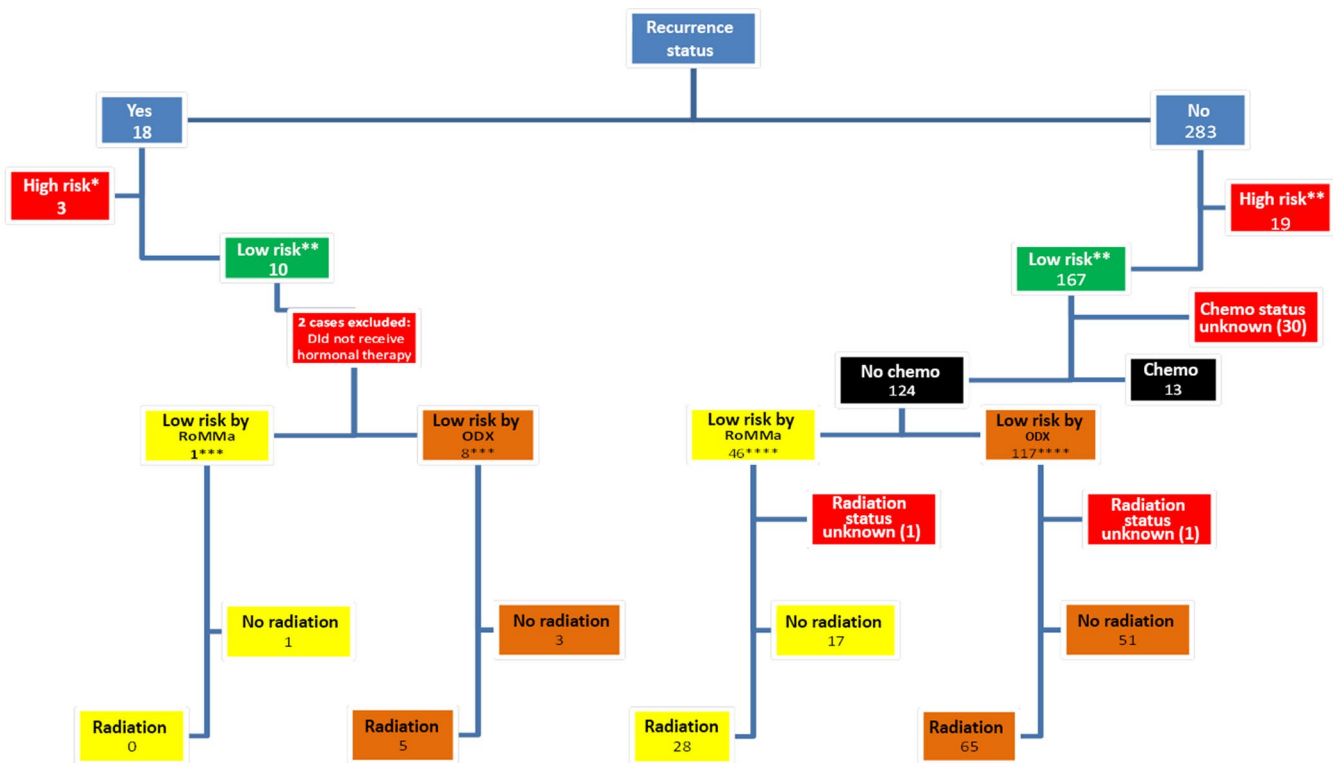 Recurrence
status
Yes
18
No
283
High risk*
3
High risk**
19
Low risk**
10
Low risk**
167
2 cases excluded:
DId not receive
hormonal therapy
Chemo status
unknown (30)
No chemo
124
Chemo
13
Low risk by
RoMMa
1***
Low risk by
ODX
8***
Low risk by
RoMMa
46****
Low risk by
ODX
117****
Radiation
status
unknown (1)
Radiation
status
unknown (1)
No radiation
1
No radiation
3
No radiation
17
No radiation
51
Radiation
0
Radiation
5
Radiation
28
Radiation
65